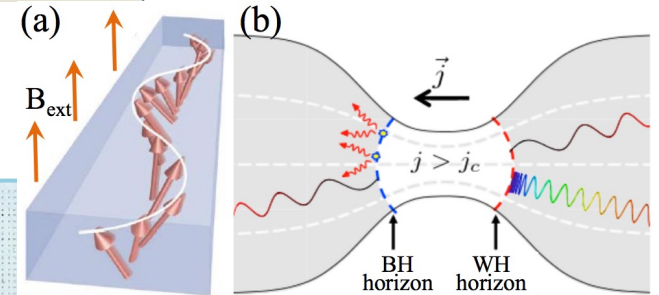 (a)
B_ext
(b)
j⃗
j > j_c
BH
horizon
WH
horizon